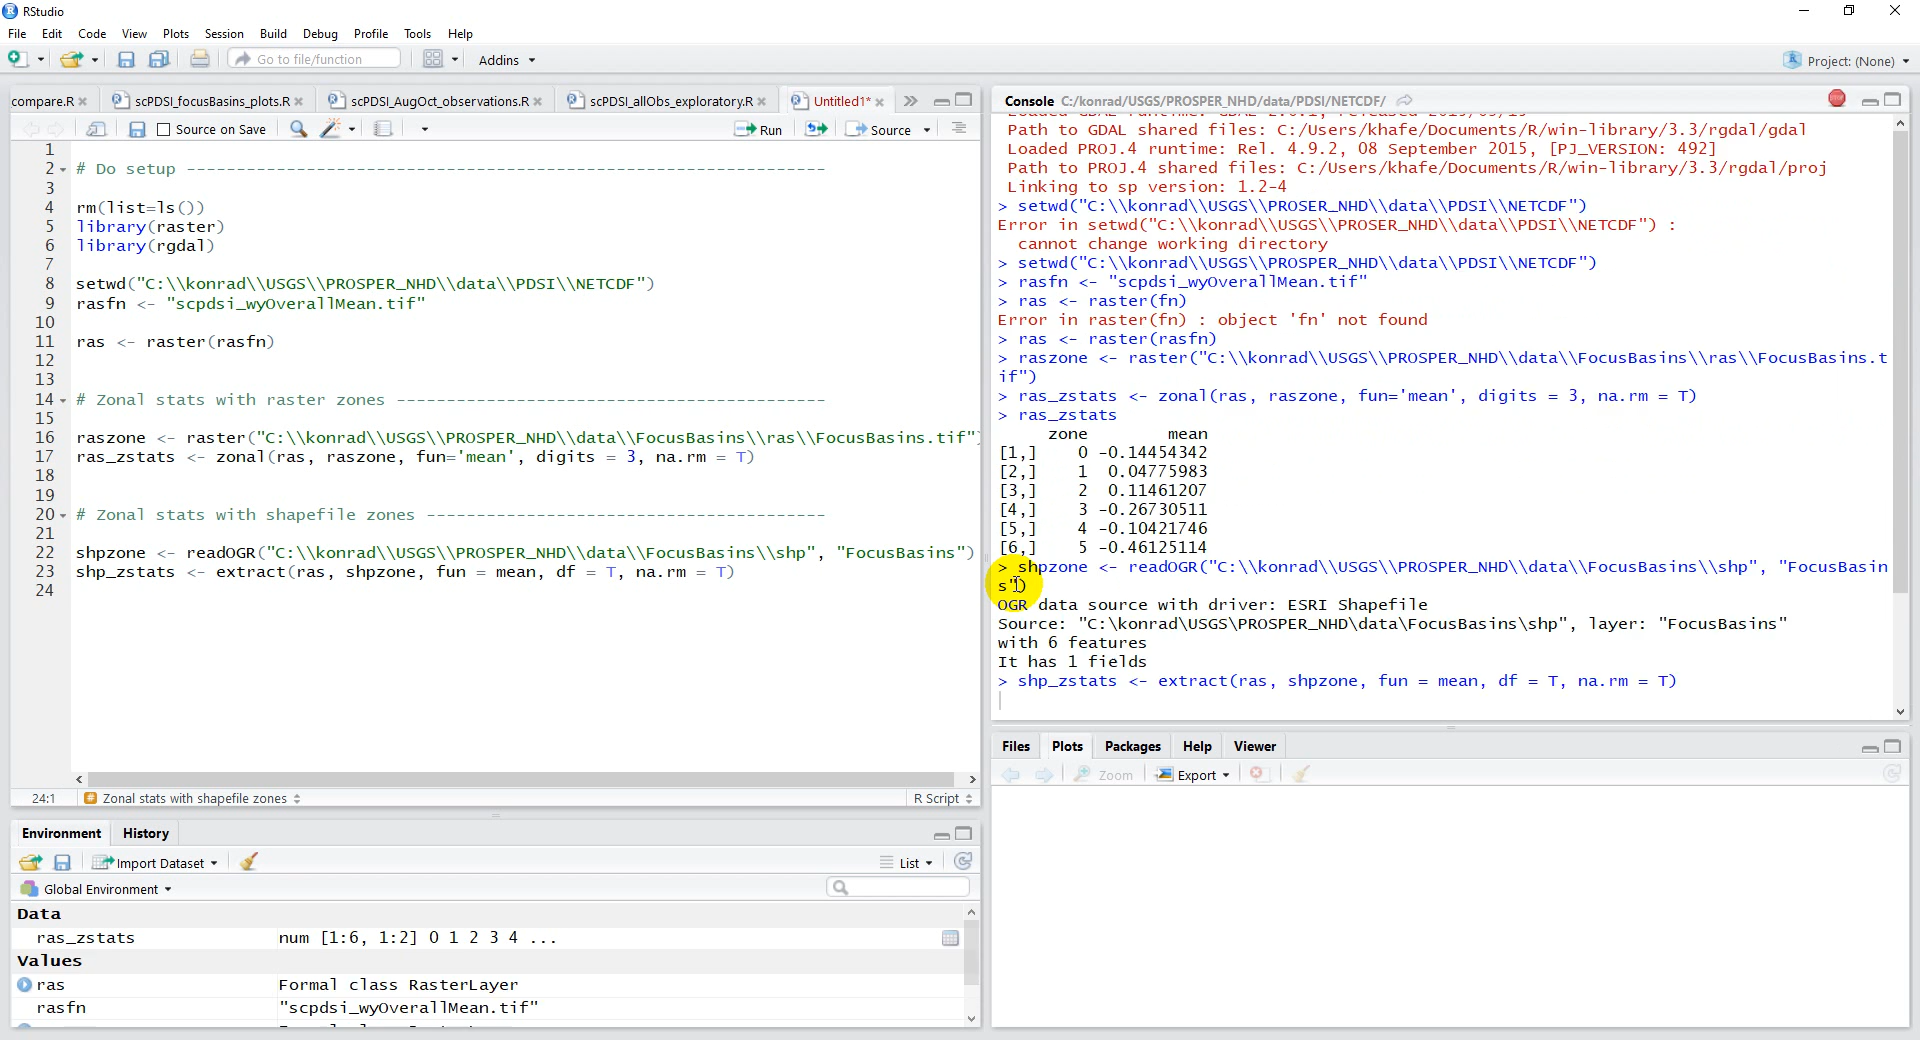 RStudio
File Edit Code View Plots Session Build Debug Profile Tools Help
Go to file/function
Addins
Project: (None)
compare.R
scPDSI_focusBasins_plots.R
scPDSI_AugOct_observations.R
scPDSI_allObs_exploratory.R
Untitled1*
Source on Save
Run
Source
1
2 # Do setup ----------------------------------------------------------------
3
4 rm(list=ls())
5 library(raster)
6 library(rgdal)
7
8 setwd("C:\\konrad\\USGS\\PROSPER_NHD\\data\\PDSI\\NETCDF")
9 rasfn <- "scpdsi_wyOverallMean.tif"
10
11 ras <- raster(rasfn)
12
13
14 # Zonal stats with raster zones -------------------------------------------
15
16 raszone <- raster("C:\\konrad\\USGS\\PROSPER_NHD\\data\\FocusBasins\\ras\\FocusBasins.tif")
17 ras_zstats <- zonal(ras, raszone, fun='mean', digits = 3, na.rm = T)
18
19
20 # Zonal stats with shapefile zones ----------------------------------------
21
22 shpzone <- readOGR("C:\\konrad\\USGS\\PROSPER_NHD\\data\\FocusBasins\\shp", "FocusBasins")
23 shp_zstats <- extract(ras, shpzone, fun = mean, df = T, na.rm = T)
24
24:1 Zonal stats with shapefile zones R Script
Environment History
Import Dataset
List
Global Environment
Data
ras_zstats num [1:6, 1:2] 0 1 2 3 4 ...
Values
ras Formal class RasterLayer
rasfn "scpdsi_wyOverallMean.tif"
Console C:/konrad/USGS/PROSPER_NHD/data/PDSI/NETCDF/
Path to GDAL shared files: C:/Users/khafe/Documents/R/win-library/3.3/rgdal/gdal
Loaded PROJ.4 runtime: Rel. 4.9.2, 08 September 2015, [PJ_VERSION: 492]
Path to PROJ.4 shared files: C:/Users/khafe/Documents/R/win-library/3.3/rgdal/proj
Linking to sp version: 1.2-4
> setwd("C:\\konrad\\USGS\\PROSER_NHD\\data\\PDSI\\NETCDF")
Error in setwd("C:\\konrad\\USGS\\PROSER_NHD\\data\\PDSI\\NETCDF") :
cannot change working directory
> setwd("C:\\konrad\\USGS\\PROSPER_NHD\\data\\PDSI\\NETCDF")
> rasfn <- "scpdsi_wyOverallMean.tif"
> ras <- raster(fn)
Error in raster(fn) : object 'fn' not found
> ras <- raster(rasfn)
> raszone <- raster("C:\\konrad\\USGS\\PROSPER_NHD\\data\\FocusBasins\\ras\\FocusBasins.t
if")
> ras_zstats <- zonal(ras, raszone, fun='mean', digits = 3, na.rm = T)
> ras_zstats
zone mean
[1,] 0 -0.14454342
[2,] 1 0.04775983
[3,] 2 0.11461207
[4,] 3 -0.26730511
[5,] 4 -0.10421746
[6,] 5 -0.46125114
> shpzone <- readOGR("C:\\konrad\\USGS\\PROSPER_NHD\\data\\FocusBasins\\shp", "FocusBasin
s")
OGR data source with driver: ESRI Shapefile
Source: "C:\konrad\USGS\PROSPER_NHD\data\FocusBasins\shp", layer: "FocusBasins"
with 6 features
It has 1 fields
> shp_zstats <- extract(ras, shpzone, fun = mean, df = T, na.rm = T)
Files Plots Packages Help Viewer
Zoom Export